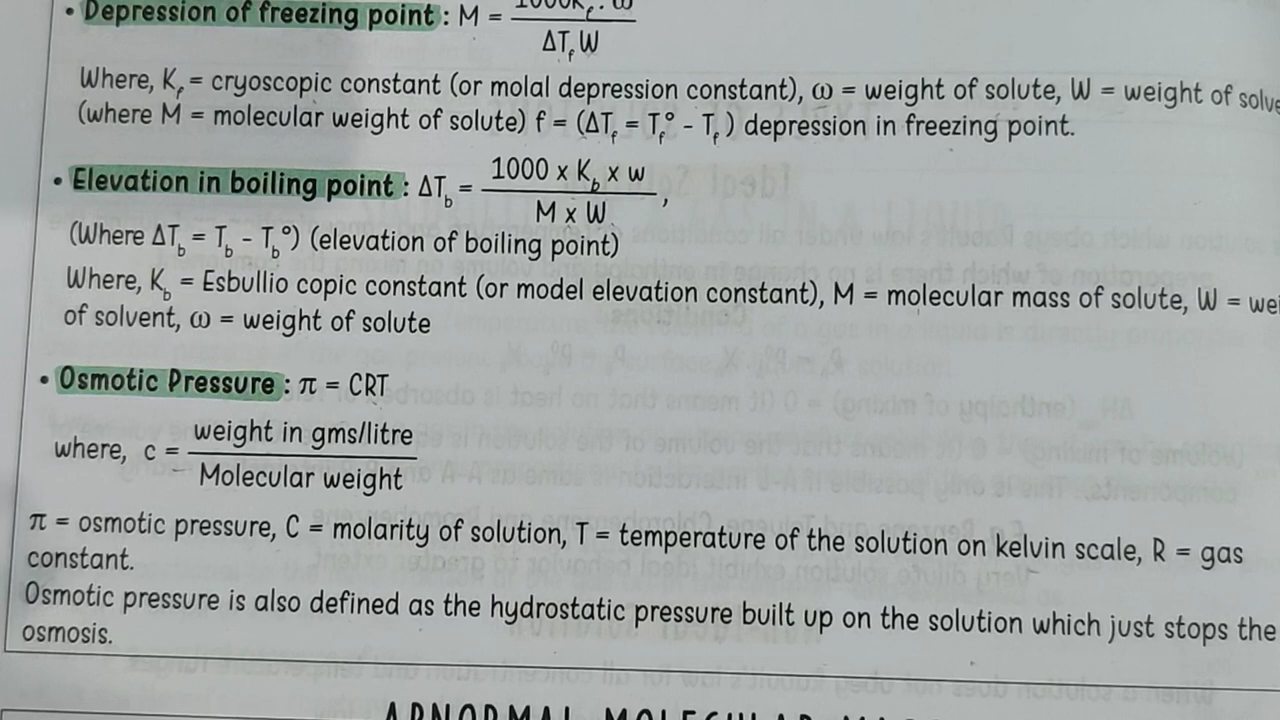 • Depression of freezing point : M = 1000K_f . ω / ΔT_f W
Where, K_f = cryoscopic constant (or molal depression constant), ω = weight of solute, W = weight of solve
(where M = molecular weight of solute) f = (ΔT_f = T_f° - T_f ) depression in freezing point.
• Elevation in boiling point : ΔT_b = 1000 x K_b x w / M x W ,
(Where ΔT_b = T_b - T_b°) (elevation of boiling point)
Where, K_b = Esbullio copic constant (or model elevation constant), M = molecular mass of solute, W = wei
of solvent, ω = weight of solute
• Osmotic Pressure : π = CRT
where, c = weight in gms/litre / Molecular weight
π = osmotic pressure, C = molarity of solution, T = temperature of the solution on kelvin scale, R = gas
constant.
Osmotic pressure is also defined as the hydrostatic pressure built up on the solution which just stops the
osmosis.